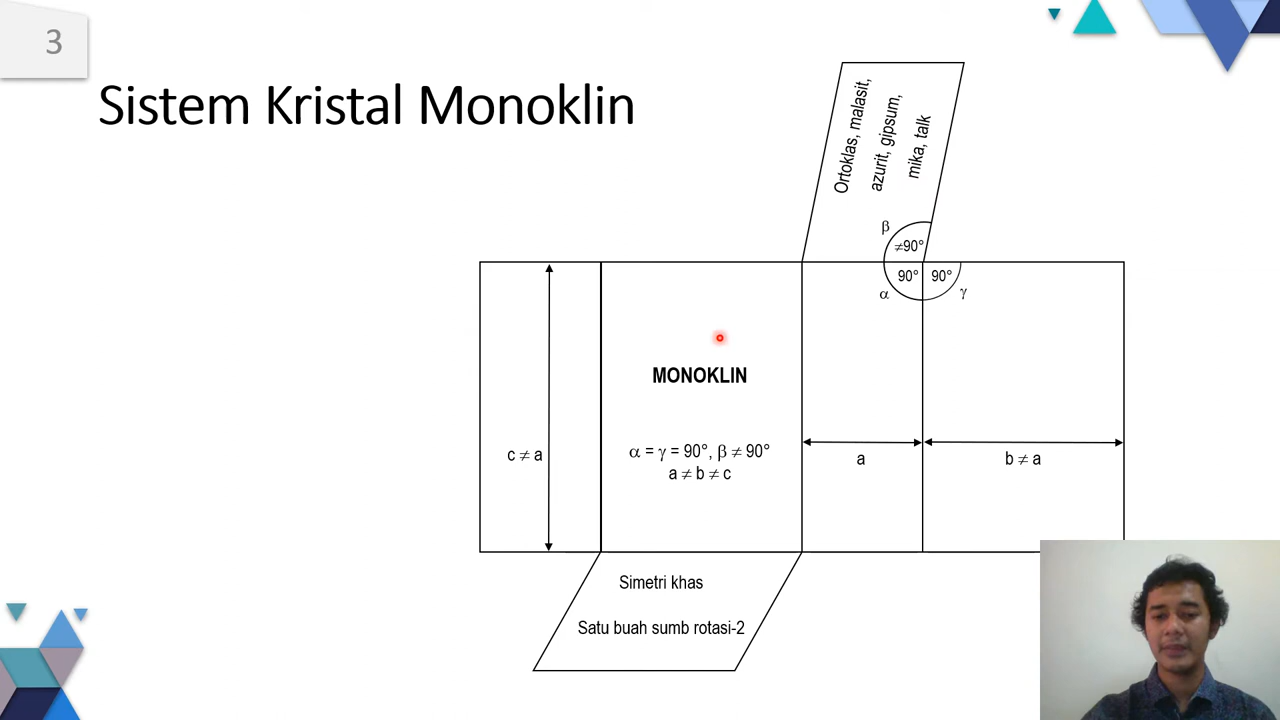 3
Sistem Kristal Monoklin
Ortoklas, malasit,
azurit, gipsum,
mika, talk
β
≠90°
90°
90°
α
γ
MONOKLIN
α = γ = 90°, β ≠ 90°
a ≠ b ≠ c
c ≠ a
a
b ≠ a
Simetri khas
Satu buah sumb rotasi-2